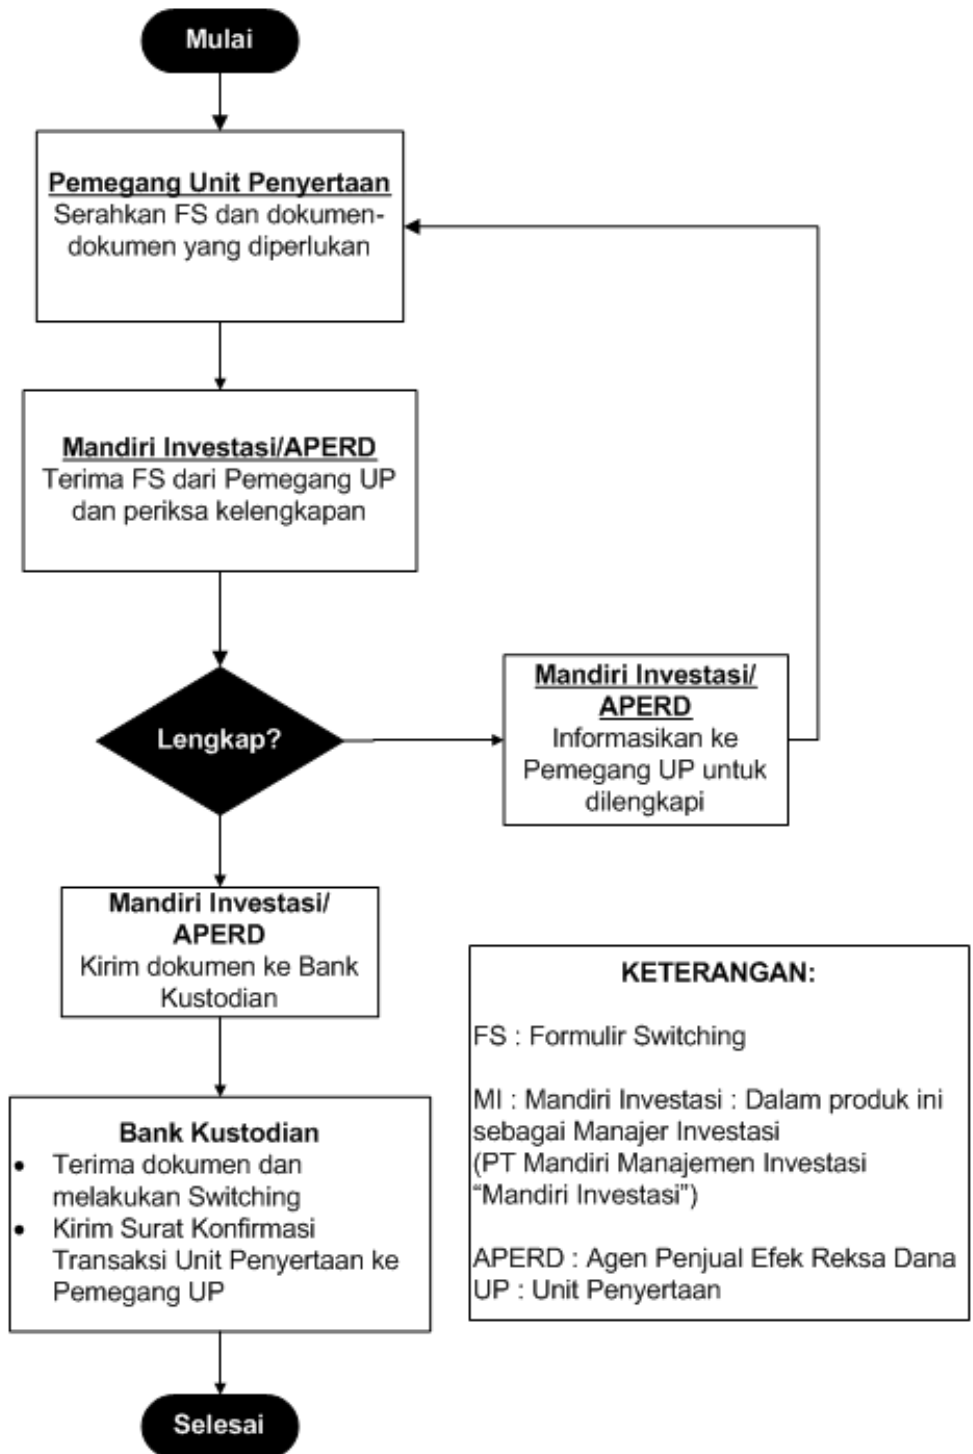 Mulai
Pemegang Unit Penyertaan
Serahkan FS dan dokumen-
dokumen yang diperlukan
Mandiri Investasi/APERD
Terima FS dari Pemegang UP
dan periksa kelengkapan
Lengkap?
Mandiri Investasi/
APERD
Informasikan ke
Pemegang UP untuk
dilengkapi
Mandiri Investasi/
APERD
Kirim dokumen ke Bank
Kustodian
Bank Kustodian
• Terima dokumen dan
melakukan Switching
• Kirim Surat Konfirmasi
Transaksi Unit Penyertaan ke
Pemegang UP
Selesai
KETERANGAN:
FS : Formulir Switching
MI : Mandiri Investasi : Dalam produk ini
sebagai Manajer Investasi
(PT Mandiri Manajemen Investasi
“Mandiri Investasi”)
APERD : Agen Penjual Efek Reksa Dana
UP : Unit Penyertaan